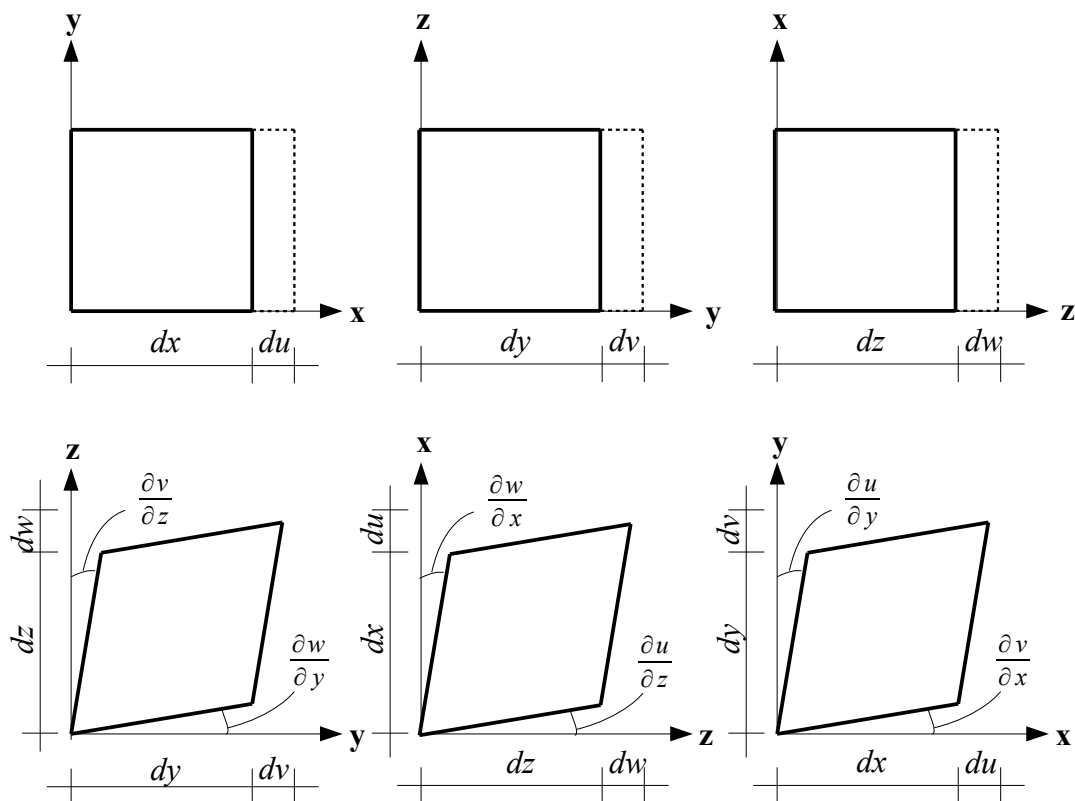 y z x
x y z
dx du dy dv dz dw
z x y
∂v/∂z ∂w/∂x ∂u/∂y
dw du dv
dz dx dy
∂w/∂y ∂u/∂z ∂v/∂x
y z x
dy dv dz dw dx du